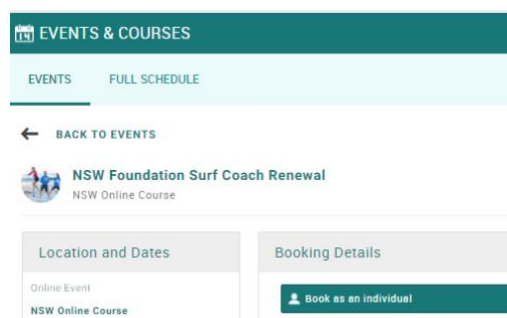 EVENTS & COURSES
EVENTS FULL SCHEDULE
BACK TO EVENTS
NSW Foundation Surf Coach Renewal
NSW Online Course
Location and Dates
Online Event
NSW Online Course
Booking Details
Book as an individual